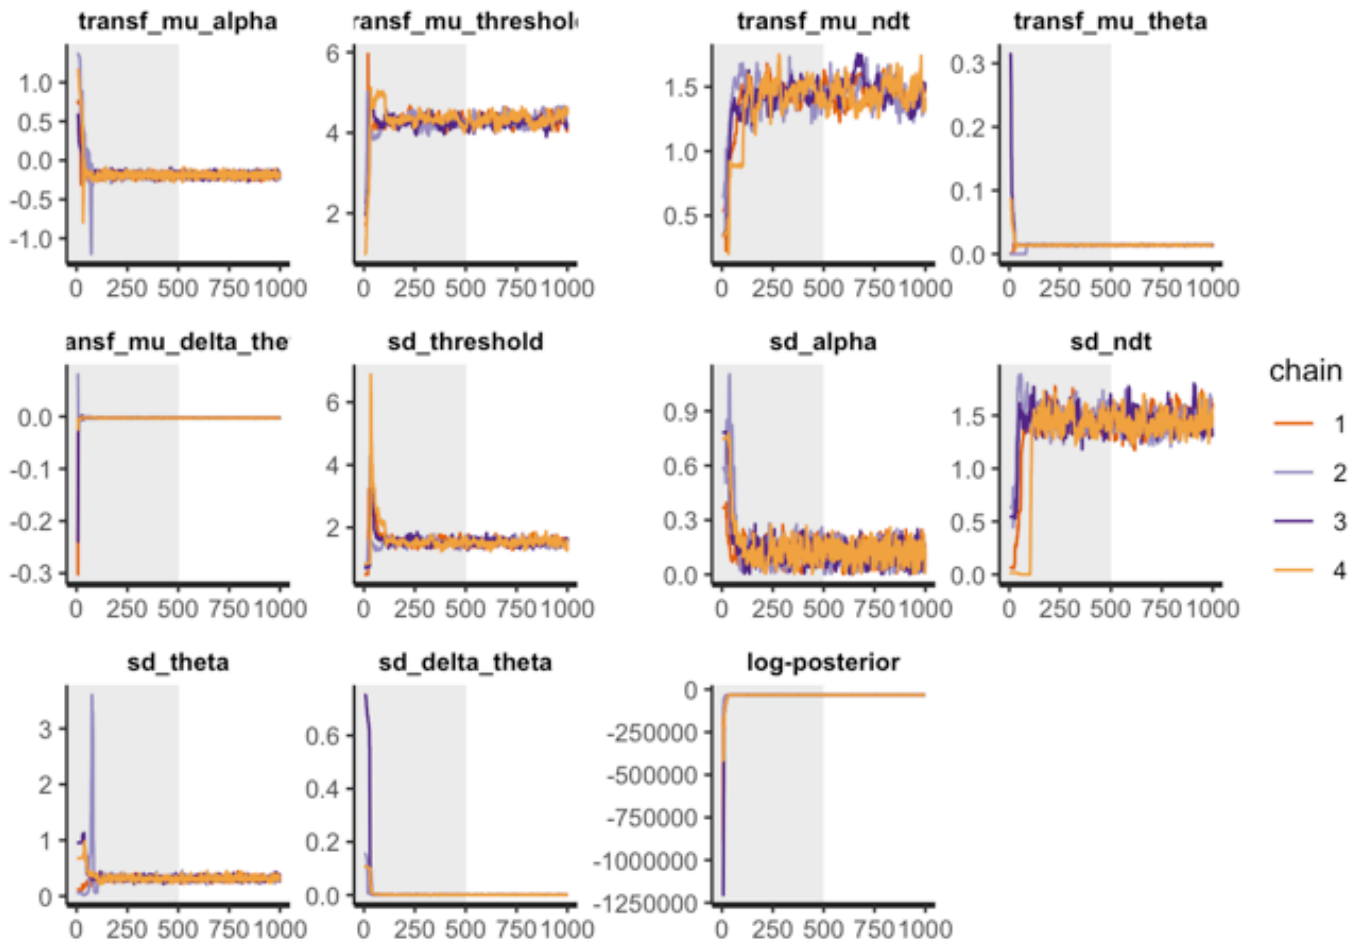 transf_mu_alpha
ransf_mu_threshol
transf_mu_ndt
transf_mu_theta
1.0
0.5
0.0
-0.5
-1.0
0 250 500 750 1000
6
4
2
0 250 500 750 1000
1.5
1.0
0.5
0 250 500 750 1000
0.3
0.2
0.1
0.0
0 250 500 750 1000
ansf_mu_delta_the
sd_threshold
sd_alpha
sd_ndt
0.0
-0.1
-0.2
-0.3
0 250 500 750 1000
6
4
2
0 250 500 750 1000
0.9
0.6
0.3
0.0
0 250 500 750 1000
1.5
1.0
0.5
0.0
0 250 500 750 1000
chain
1
2
3
4
sd_theta
sd_delta_theta
log-posterior
3
2
1
0
0 250 500 750 1000
0.6
0.4
0.2
0.0
0 250 500 750 1000
0
-250000
-500000
-750000
-1000000
-1250000
0 250 500 750 1000